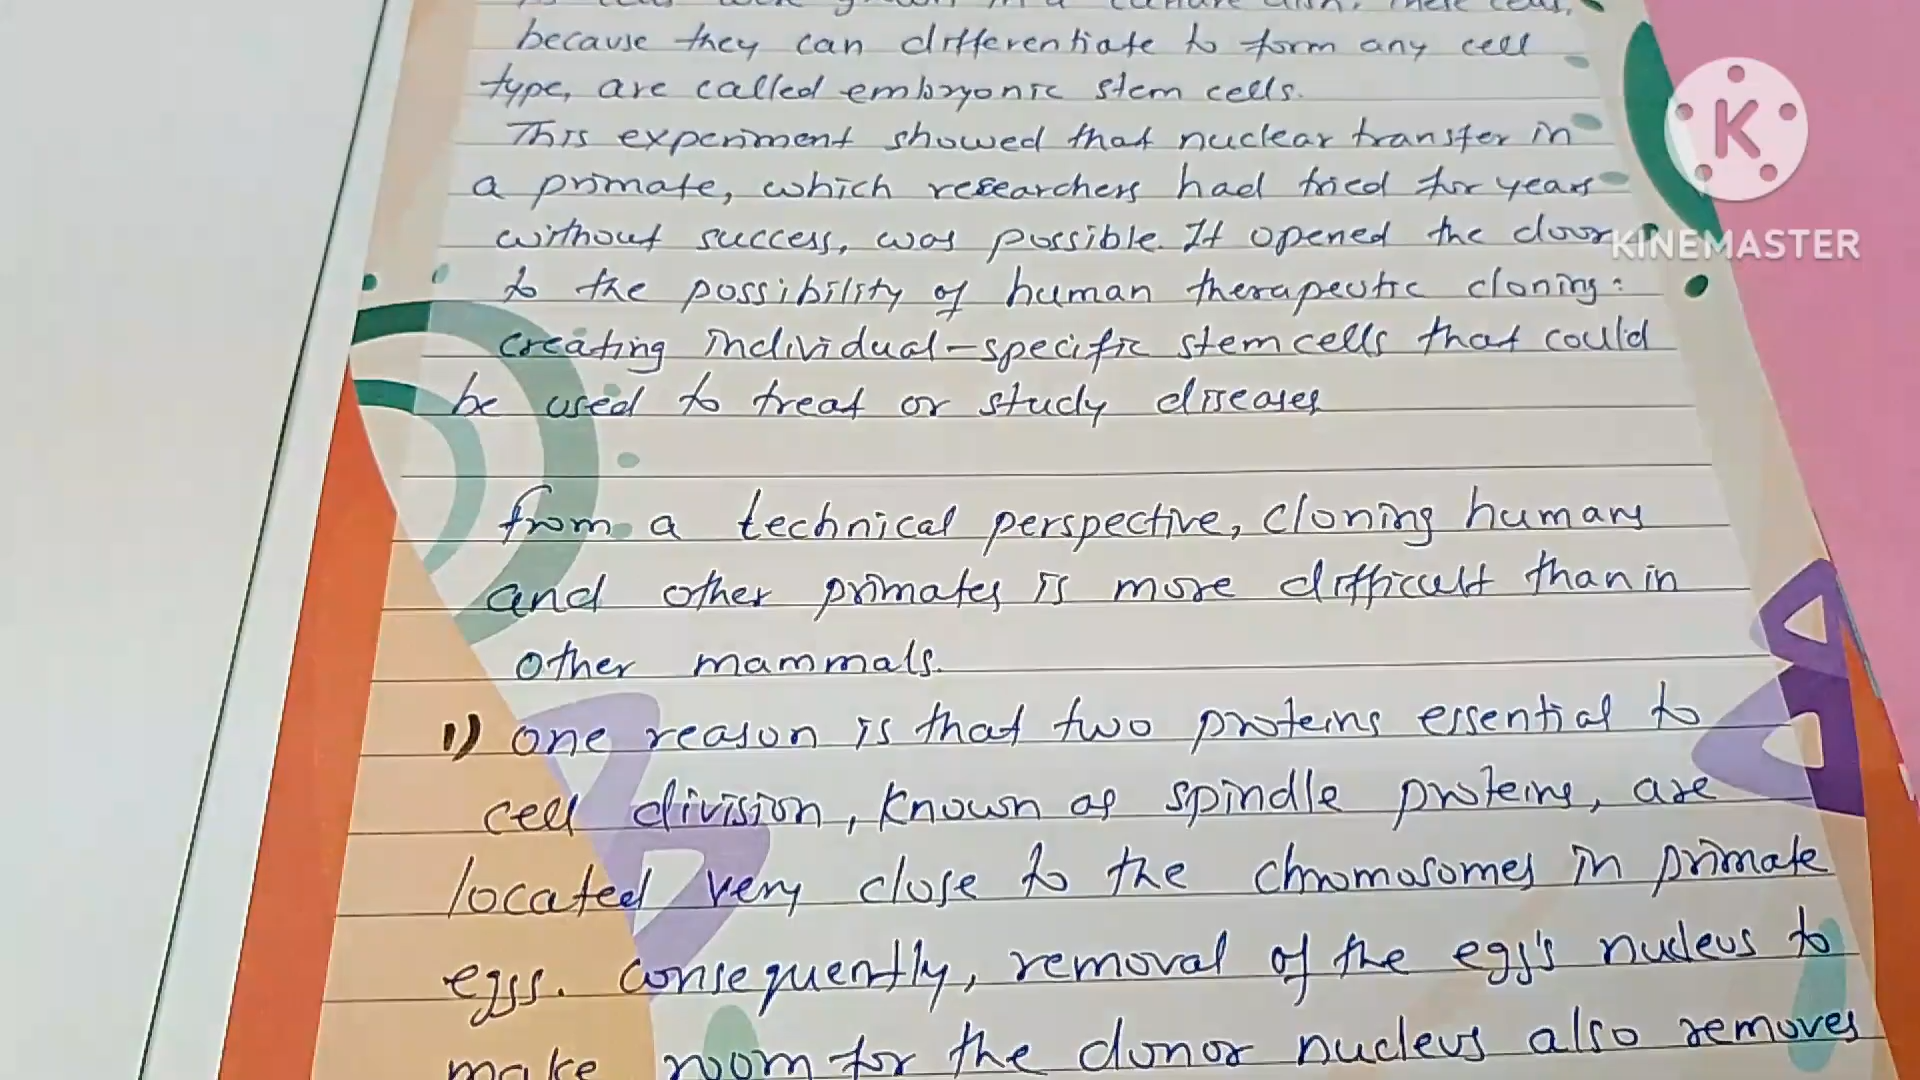 because they can differentiate to form any cell
type, are called embryonic stem cells.
This experiment showed that nuclear transfer in
a primate, which researchers had tried for years
without success, was possible. It opened the door
to the possibility of human therapeutic cloning:
creating individual-specific stem cells that could
be used to treat or study diseases
from a technical perspective, cloning humans
and other primates is more difficult than in
other mammals.
1) one reason is that two proteins essential to
cell division, known as spindle proteins, are
located very close to the chromosomes in primate
eggs. Consequently, removal of the egg's nucleus to
make room for the donor nucleus also removes
K
KINEMASTER